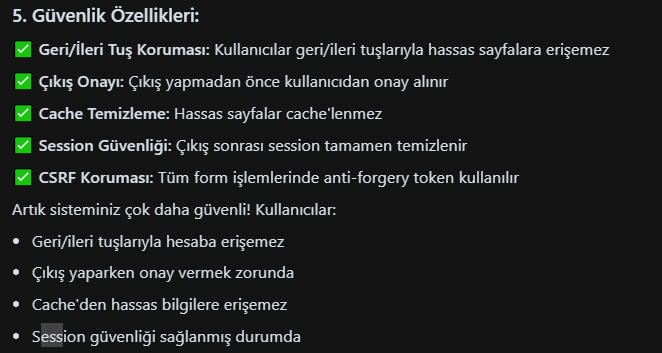 5. Güvenlik Özellikleri:
✅ Geri/İleri Tuş Koruması: Kullanıcılar geri/ileri tuşlarıyla hassas sayfalara erişemez
✅ Çıkış Onayı: Çıkış yapmadan önce kullanıcıdan onay alınır
✅ Cache Temizleme: Hassas sayfalar cache'lenmez
✅ Session Güvenliği: Çıkış sonrası session tamamen temizlenir
✅ CSRF Koruması: Tüm form işlemlerinde anti-forgery token kullanılır
Artık sisteminiz çok daha güvenli! Kullanıcılar:
• Geri/ileri tuşlarıyla hesaba erişemez
• Çıkış yaparken onay vermek zorunda
• Cache'den hassas bilgilere erişemez
• Session güvenliği sağlanmış durumda